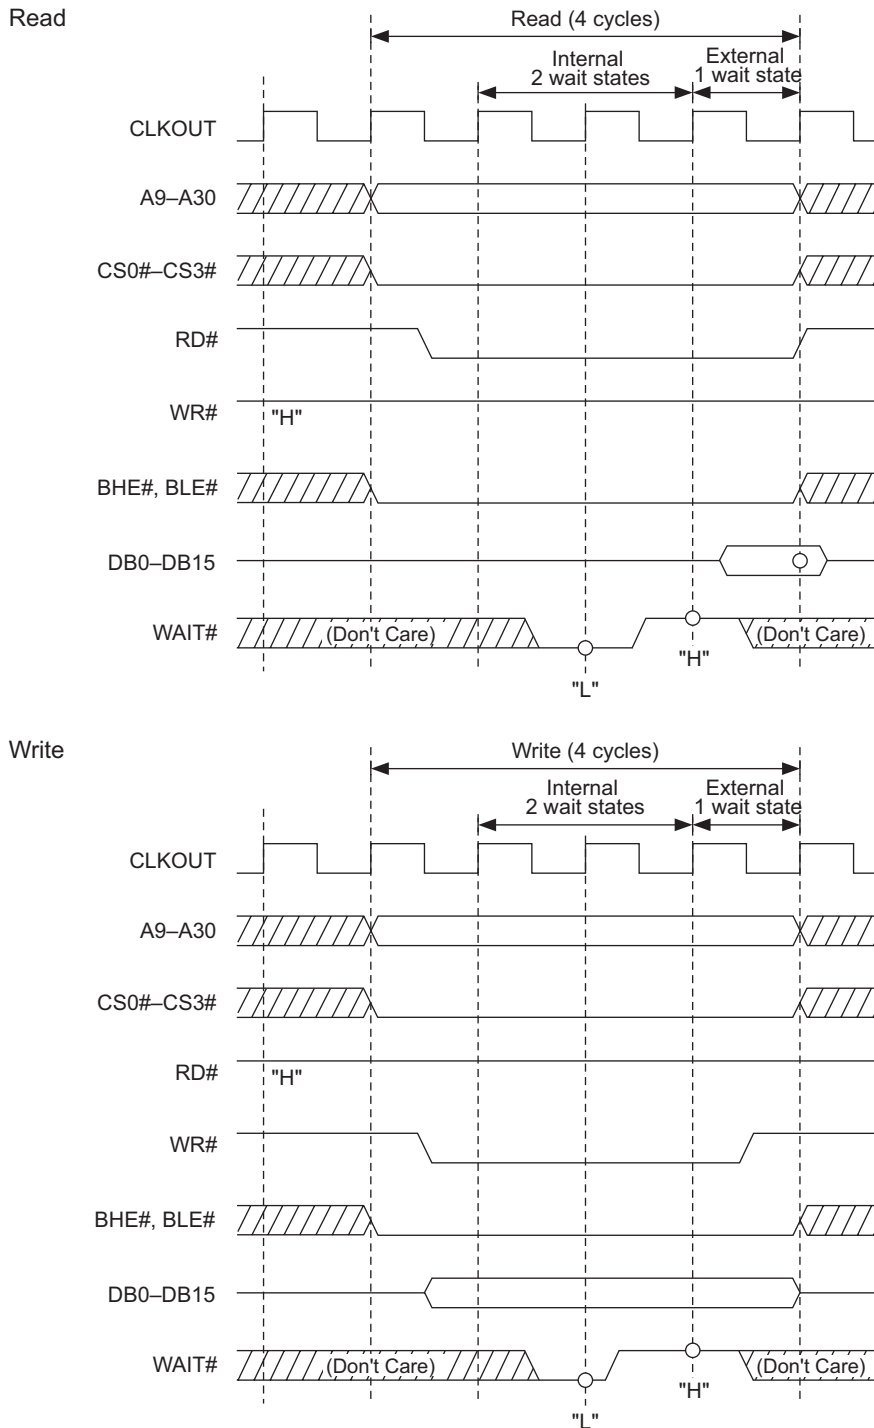 Read
Read (4 cycles)
Internal
2 wait states
External
1 wait state
CLKOUT
A9–A30
CS0#–CS3#
RD#
WR#
"H"
BHE#, BLE#
DB0–DB15
WAIT#
(Don't Care)
(Don't Care)
"H"
"L"
Write
Write (4 cycles)
Internal
2 wait states
External
1 wait state
CLKOUT
A9–A30
CS0#–CS3#
RD#
"H"
WR#
BHE#, BLE#
DB0–DB15
WAIT#
(Don't Care)
(Don't Care)
"H"
"L"